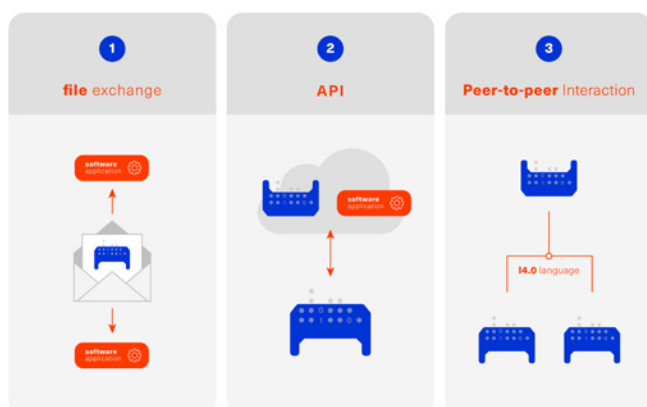 1
file exchange
software
application
software
application
2
API
software
application
3
Peer-to-peer Interaction
I4.0 language